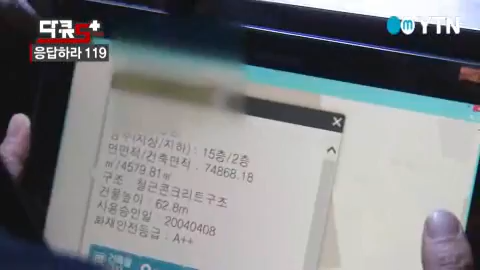 닥큐S+
응답하라 119
YTN
층수(지상/지하) : 15층/2층
연면적/건축면적 : 74868.18
㎡/4579.81㎡
구조 : 철근콘크리트구조
건물높이 : 62.8m
사용승인일 : 20040408
화재안전등급 : A++